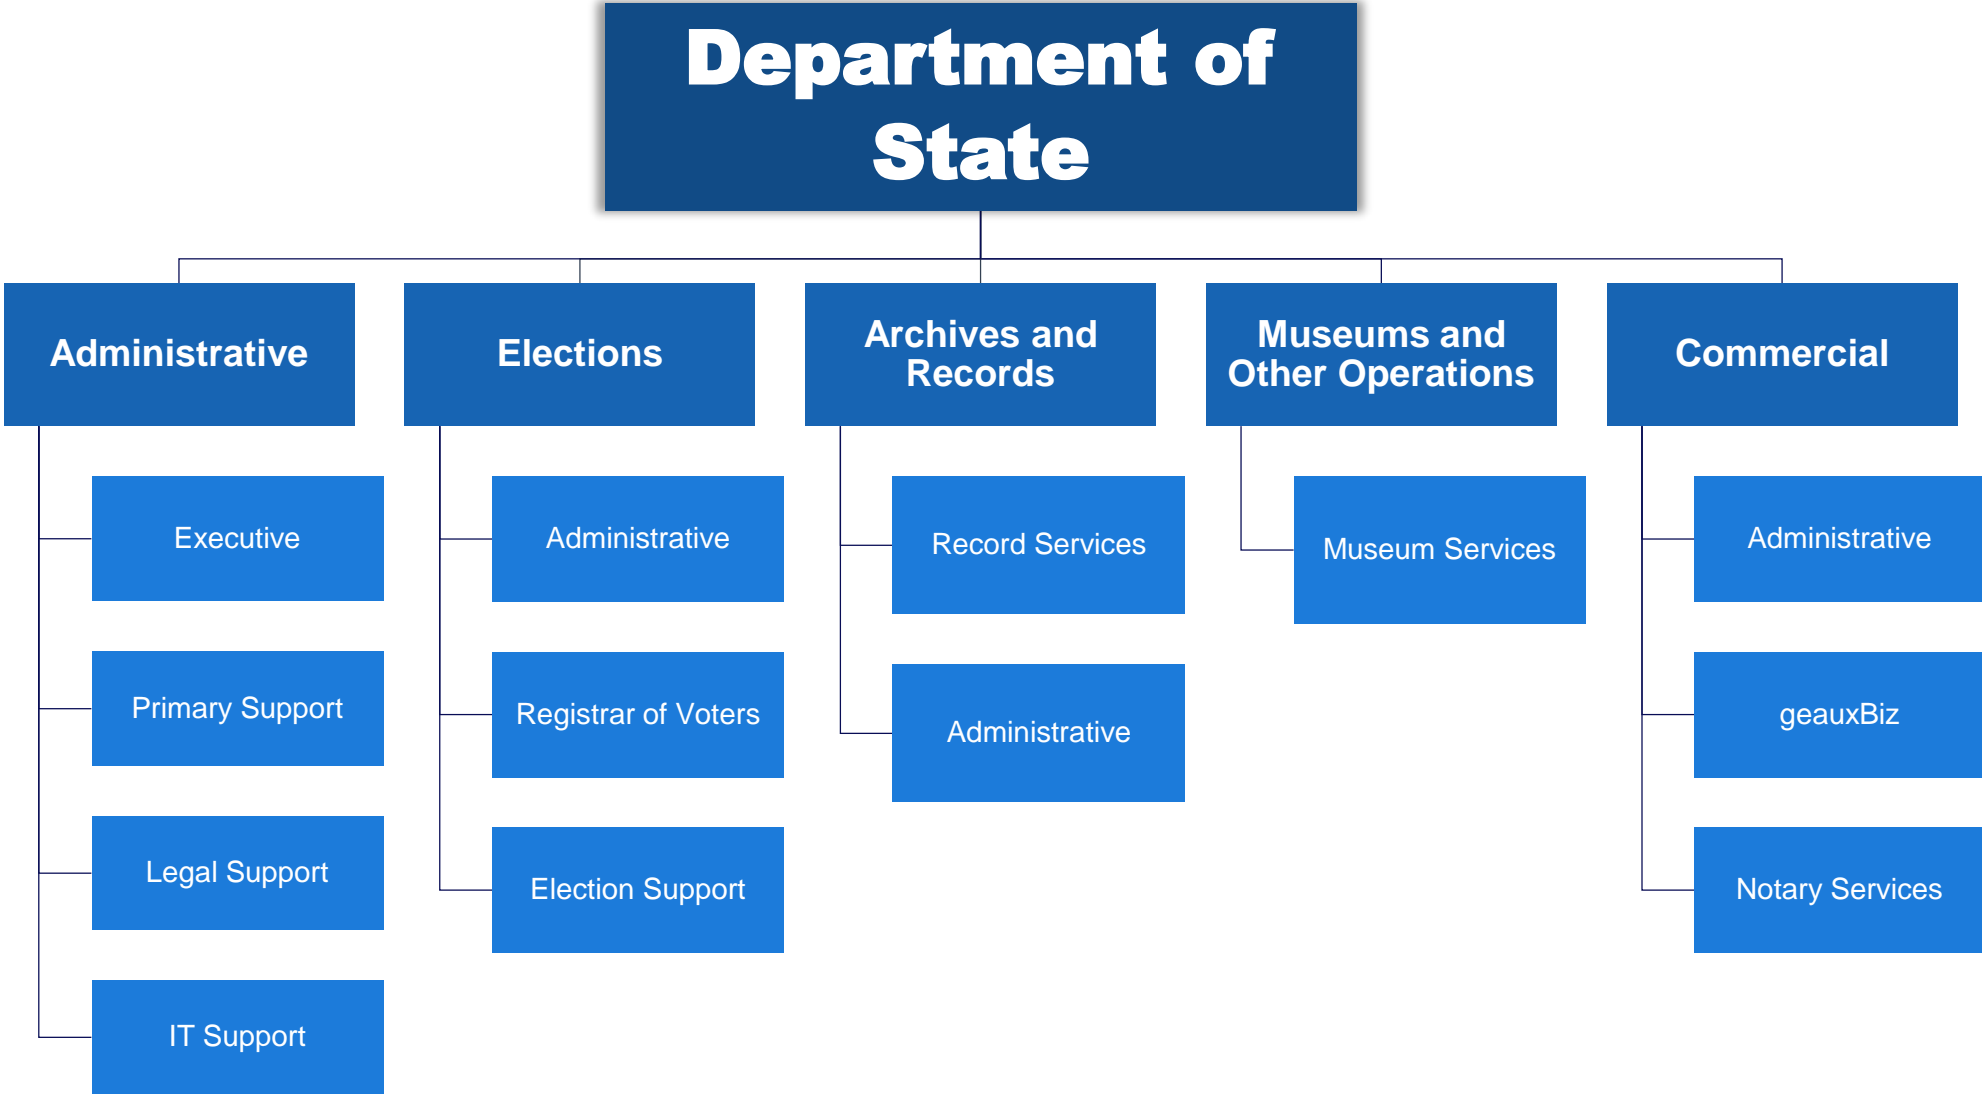 Department of
State
Administrative
Elections
Archives and
Records
Museums and
Other Operations
Commercial
Executive
Primary Support
Legal Support
IT Support
Administrative
Registrar of Voters
Election Support
Record Services
Administrative
Museum Services
Administrative
geauxBiz
Notary Services